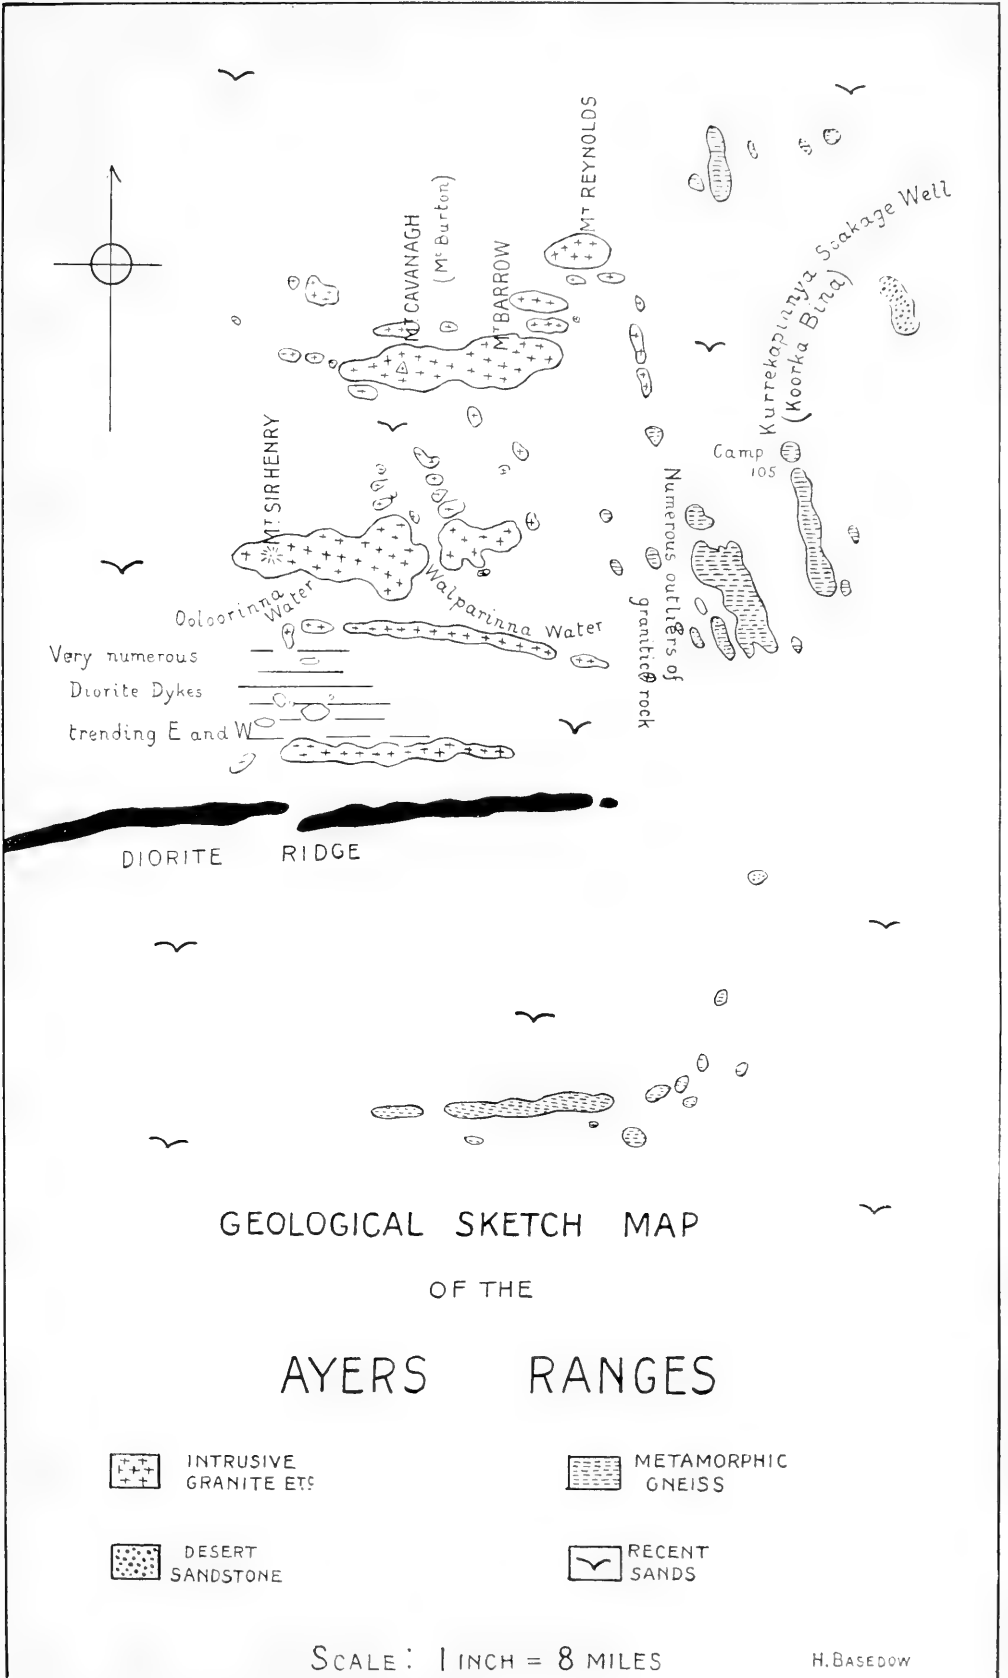 Mᵀ REYNOLDS
Mᵀ CAVANAGH
(Mᶜ Burton)
Mᵀ BARROW
Kurrekapinnya Soakage Well
(Koorka Bina)
Camp
105
Mᵀ SIR HENRY
Numerous outliers of
granitic rock
Ooloorinna
Water
Walparinna Water
Very numerous
Diorite Dykes
trending E and W
DIORITE RIDGE
GEOLOGICAL SKETCH MAP
OF THE
AYERS RANGES
INTRUSIVE
GRANITE ETC
METAMORPHIC
GNEISS
DESERT
SANDSTONE
RECENT
SANDS
SCALE: 1 INCH = 8 MILES
H. BASEDOW